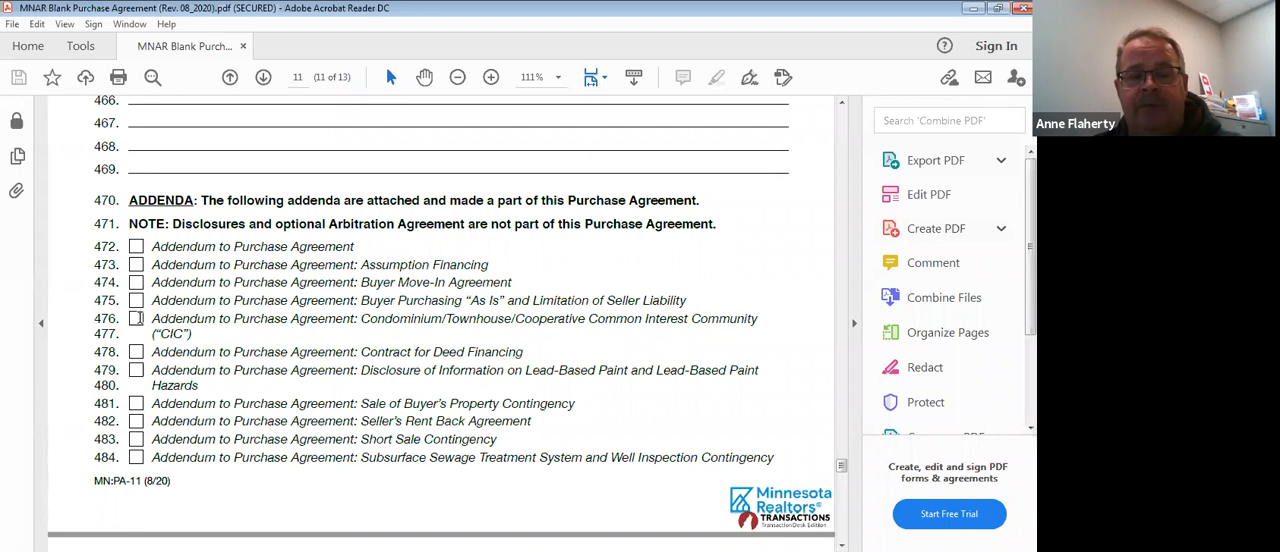 MNAR Blank Purchase Agreement (Rev. 08_2020).pdf (SECURED) - Adobe Acrobat Reader DC
File Edit View Sign Window Help
Home Tools MNAR Blank Purch... × Sign In
11 (11 of 13) 111%
466.
467.
468.
469.
470. ADDENDA: The following addenda are attached and made a part of this Purchase Agreement.
471. NOTE: Disclosures and optional Arbitration Agreement are not part of this Purchase Agreement.
472. Addendum to Purchase Agreement
473. Addendum to Purchase Agreement: Assumption Financing
474. Addendum to Purchase Agreement: Buyer Move-In Agreement
475. Addendum to Purchase Agreement: Buyer Purchasing “As Is” and Limitation of Seller Liability
476. Addendum to Purchase Agreement: Condominium/Townhouse/Cooperative Common Interest Community
477. (“CIC”)
478. Addendum to Purchase Agreement: Contract for Deed Financing
479. Addendum to Purchase Agreement: Disclosure of Information on Lead-Based Paint and Lead-Based Paint
480. Hazards
481. Addendum to Purchase Agreement: Sale of Buyer’s Property Contingency
482. Addendum to Purchase Agreement: Seller’s Rent Back Agreement
483. Addendum to Purchase Agreement: Short Sale Contingency
484. Addendum to Purchase Agreement: Subsurface Sewage Treatment System and Well Inspection Contingency
MN:PA-11 (8/20)
Minnesota
Realtors®
TRANSACTIONS
TransactionDesk Edition
Search 'Combine PDF'
Export PDF
Edit PDF
Create PDF
Comment
Combine Files
Organize Pages
Redact
Protect
Create, edit and sign PDF
forms & agreements
Start Free Trial
Anne Flaherty